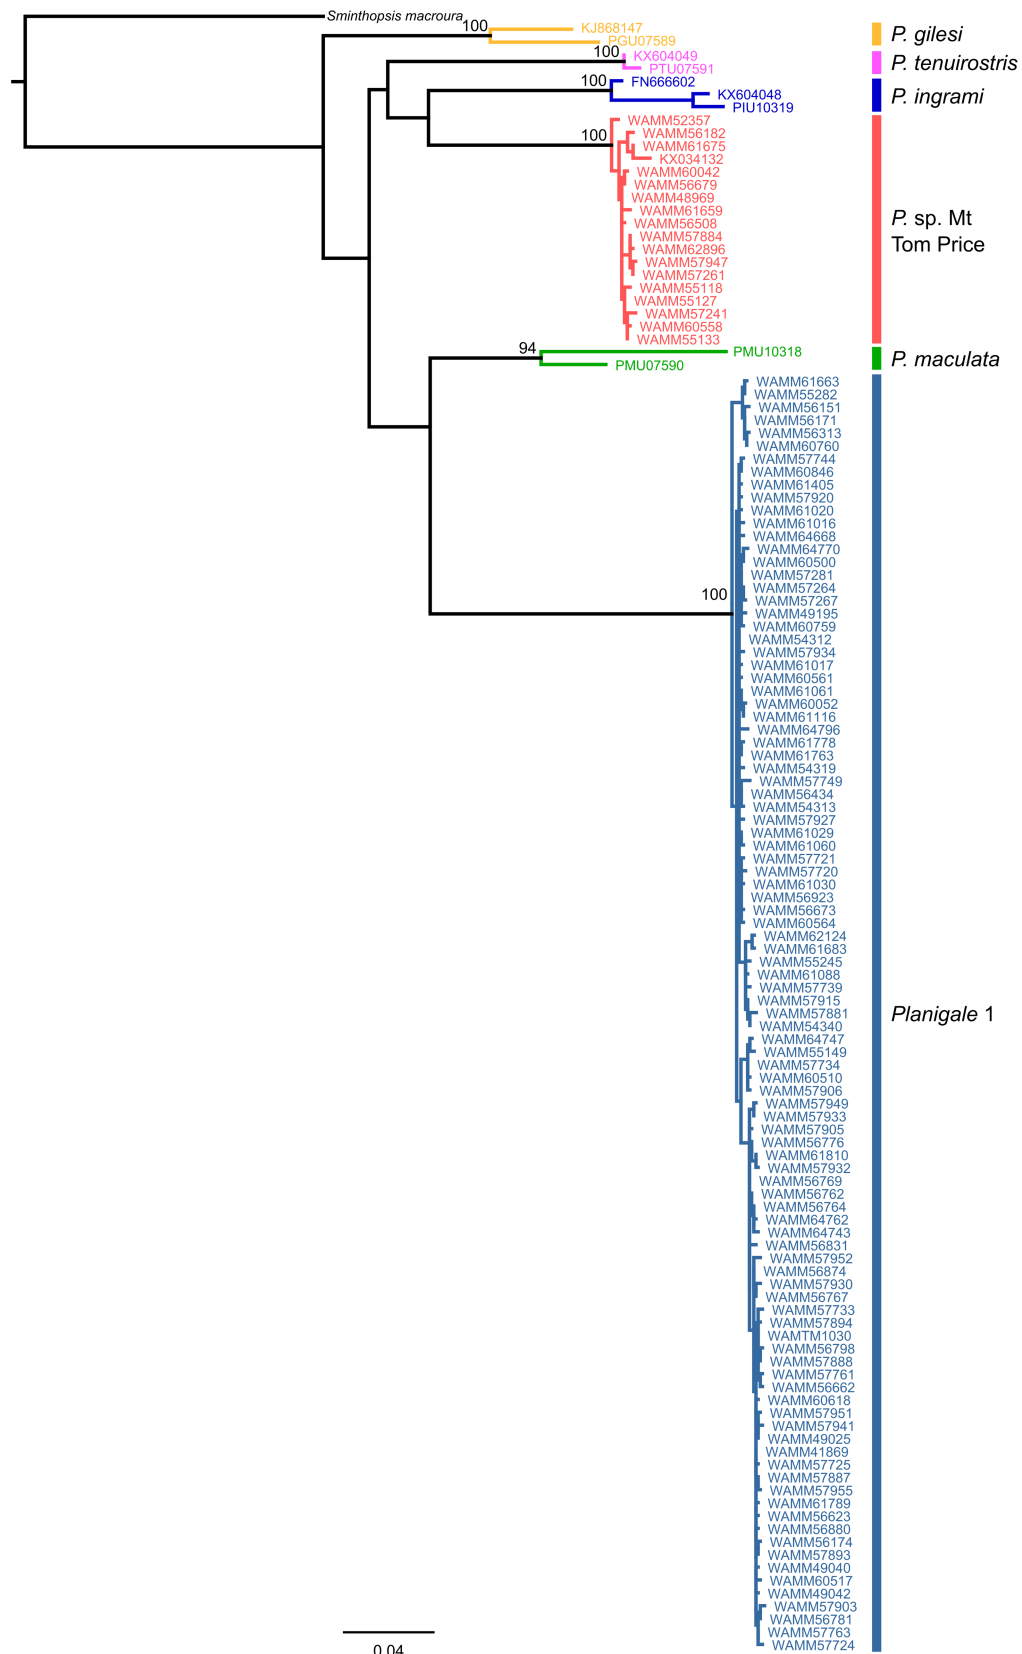 Sminthopsis macroura
100
KJ868147
PGU07589
P. gilesi
100
KX604049
PTU07591
P. tenuirostris
100
FN666602
KX604048
PIU10319
P. ingrami
100
WAMM52357
WAMM56182
WAMM61675
KX034132
WAMM60042
WAMM56679
WAMM48969
WAMM61659
WAMM56508
WAMM57884
WAMM62896
WAMM57947
WAMM57261
WAMM55118
WAMM55127
WAMM57241
WAMM60558
WAMM55133
P. sp. Mt
Tom Price
94
PMU10318
PMU07590
P. maculata
100
WAMM61663
WAMM55282
WAMM56151
WAMM56171
WAMM56313
WAMM60760
WAMM57744
WAMM60846
WAMM61405
WAMM57920
WAMM61020
WAMM61016
WAMM64668
WAMM64770
WAMM60500
WAMM57281
WAMM57264
WAMM57267
WAMM49195
WAMM60759
WAMM54312
WAMM57934
WAMM61017
WAMM60561
WAMM61061
WAMM60052
WAMM61116
WAMM64796
WAMM61778
WAMM61763
WAMM54319
WAMM57749
WAMM56434
WAMM54313
WAMM57927
WAMM61029
WAMM61060
WAMM57721
WAMM57720
WAMM61030
WAMM56923
WAMM56673
WAMM60564
WAMM62124
WAMM61683
WAMM55245
WAMM61088
WAMM57739
WAMM57915
WAMM57881
WAMM54340
WAMM64747
WAMM55149
WAMM57734
WAMM60510
WAMM57906
WAMM57949
WAMM57933
WAMM57905
WAMM56776
WAMM61810
WAMM57932
WAMM56769
WAMM56762
WAMM56764
WAMM64762
WAMM64743
WAMM56831
WAMM57952
WAMM56874
WAMM57930
WAMM56767
WAMM57733
WAMM57894
WAMTM1030
WAMM56798
WAMM57888
WAMM57761
WAMM56662
WAMM60618
WAMM57951
WAMM57941
WAMM49025
WAMM41869
WAMM57725
WAMM57887
WAMM57955
WAMM61789
WAMM56623
WAMM56880
WAMM56174
WAMM57893
WAMM49040
WAMM60517
WAMM49042
WAMM57903
WAMM56781
WAMM57763
WAMM57724
Planigale 1
0.04